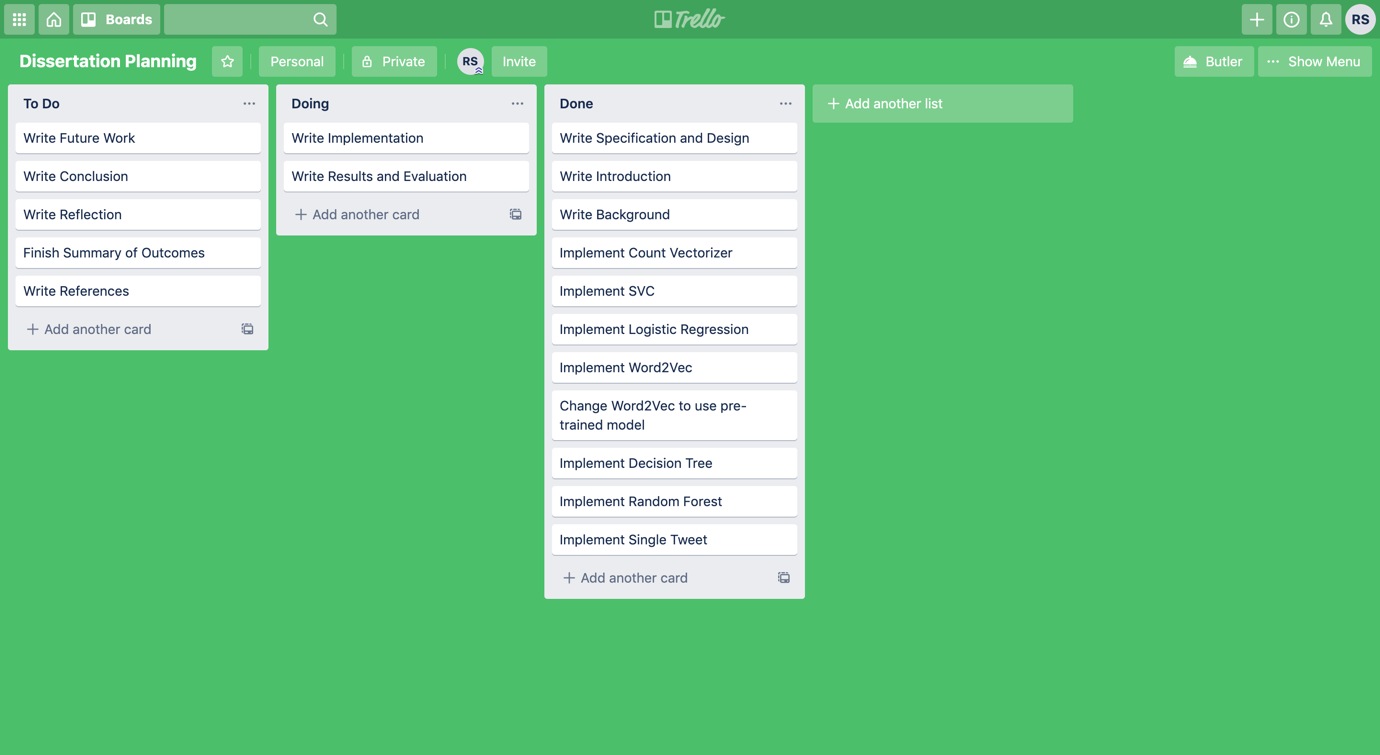 Boards
Trello
RS
Dissertation Planning
Personal
Private
RS
Invite
Butler
Show Menu
To Do
Write Future Work
Write Conclusion
Write Reflection
Finish Summary of Outcomes
Write References
Add another card
Doing
Write Implementation
Write Results and Evaluation
Add another card
Done
Write Specification and Design
Write Introduction
Write Background
Implement Count Vectorizer
Implement SVC
Implement Logistic Regression
Implement Word2Vec
Change Word2Vec to use pre-
trained model
Implement Decision Tree
Implement Random Forest
Implement Single Tweet
Add another card
Add another list